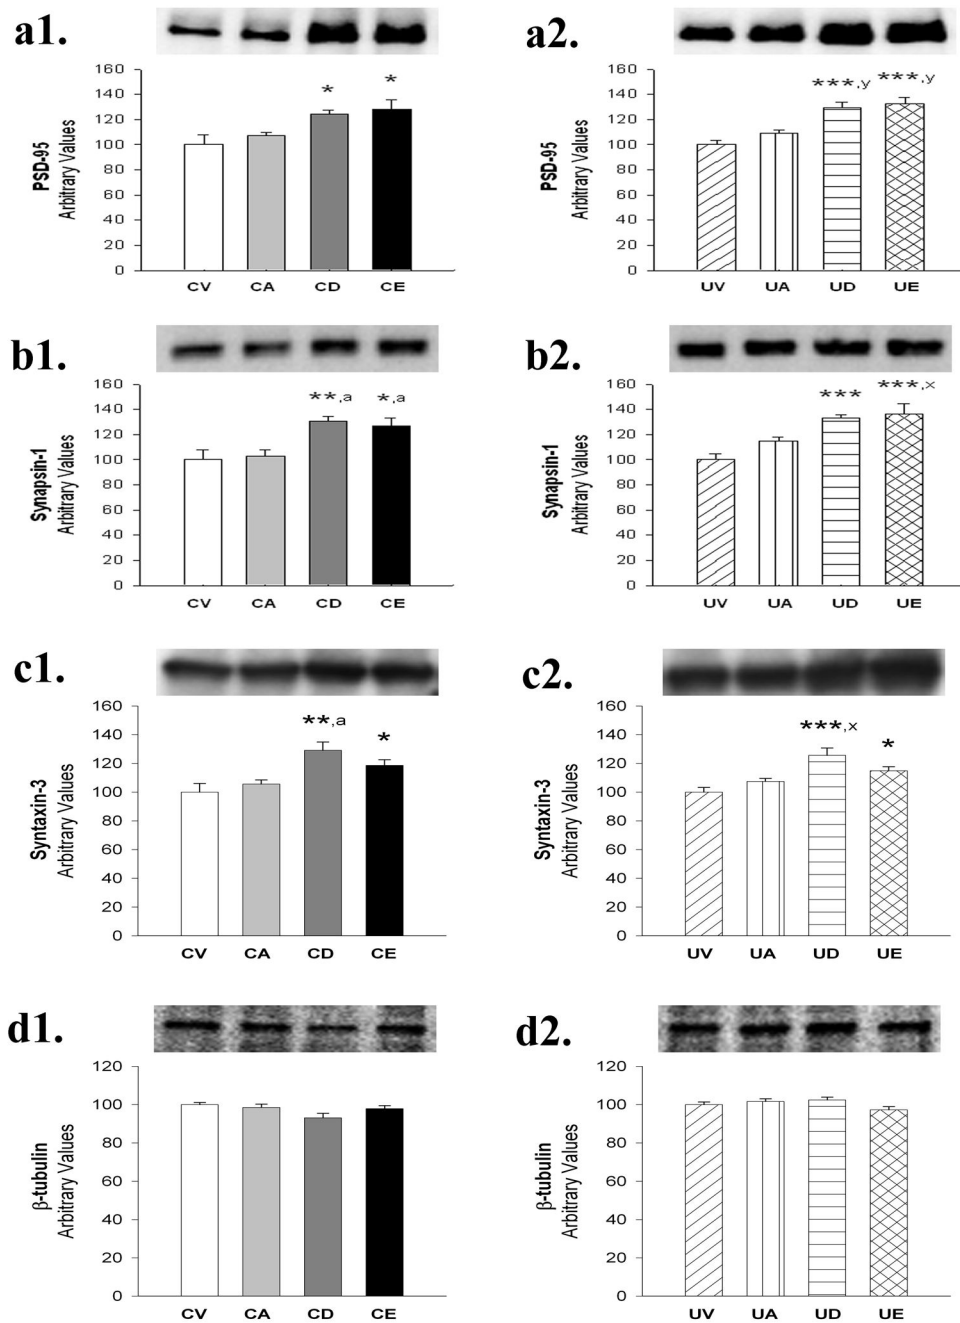 a1.
160
140
120
100
80
60
40
20
0
PSD-95
Arbitrary Values
*
*
CV CA CD CE
a2.
160
140
120
100
80
60
40
20
0
PSD-95
Arbitrary Values
***,y
***,y
UV UA UD UE
b1.
160
140
120
100
80
60
40
20
0
Synapsin-1
Arbitrary Values
**,a
*,a
CV CA CD CE
b2.
160
140
120
100
80
60
40
20
0
Synapsin-1
Arbitrary Values
***
***,x
UV UA UD UE
c1.
160
140
120
100
80
60
40
20
0
Syntaxin-3
Arbitrary Values
**,a
*
CV CA CD CE
c2.
160
140
120
100
80
60
40
20
0
Syntaxin-3
Arbitrary Values
***,x
*
UV UA UD UE
d1.
120
100
80
60
40
20
0
β-tubulin
Arbitrary Values
CV CA CD CE
d2.
120
100
80
60
40
20
0
β-tubulin
Arbitrary Values
UV UA UD UE